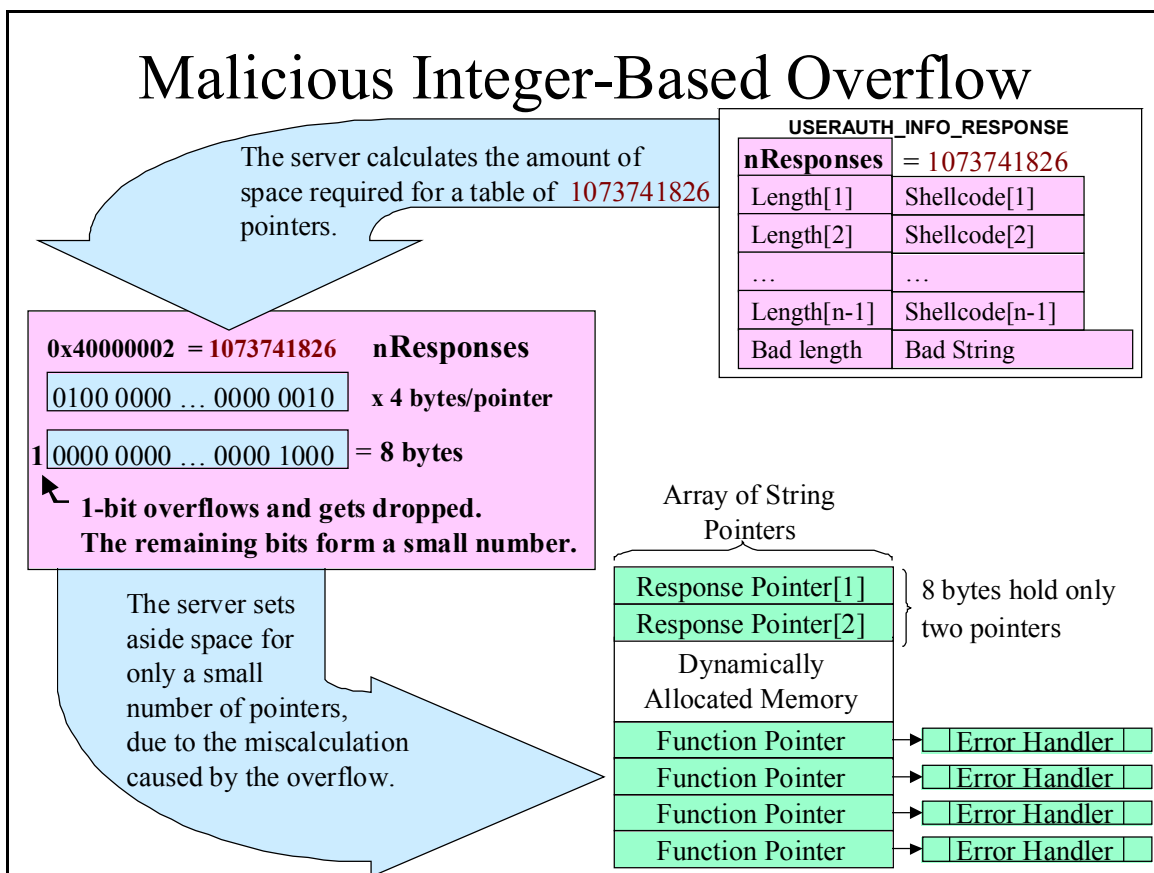 Malicious Integer-Based Overflow
The server calculates the amount of
space required for a table of 1073741826
pointers.
USERAUTH_INFO_RESPONSE
nResponses = 1073741826
Length[1] Shellcode[1]
Length[2] Shellcode[2]
… …
Length[n-1] Shellcode[n-1]
Bad length Bad String
0x40000002 = 1073741826 nResponses
0100 0000 … 0000 0010 x 4 bytes/pointer
1 0000 0000 … 0000 1000 = 8 bytes
1-bit overflows and gets dropped.
The remaining bits form a small number.
The server sets
aside space for
only a small
number of pointers,
due to the miscalculation
caused by the overflow.
Array of String
Pointers
Response Pointer[1]
Response Pointer[2]
8 bytes hold only
two pointers
Dynamically
Allocated Memory
Function Pointer Error Handler
Function Pointer Error Handler
Function Pointer Error Handler
Function Pointer Error Handler